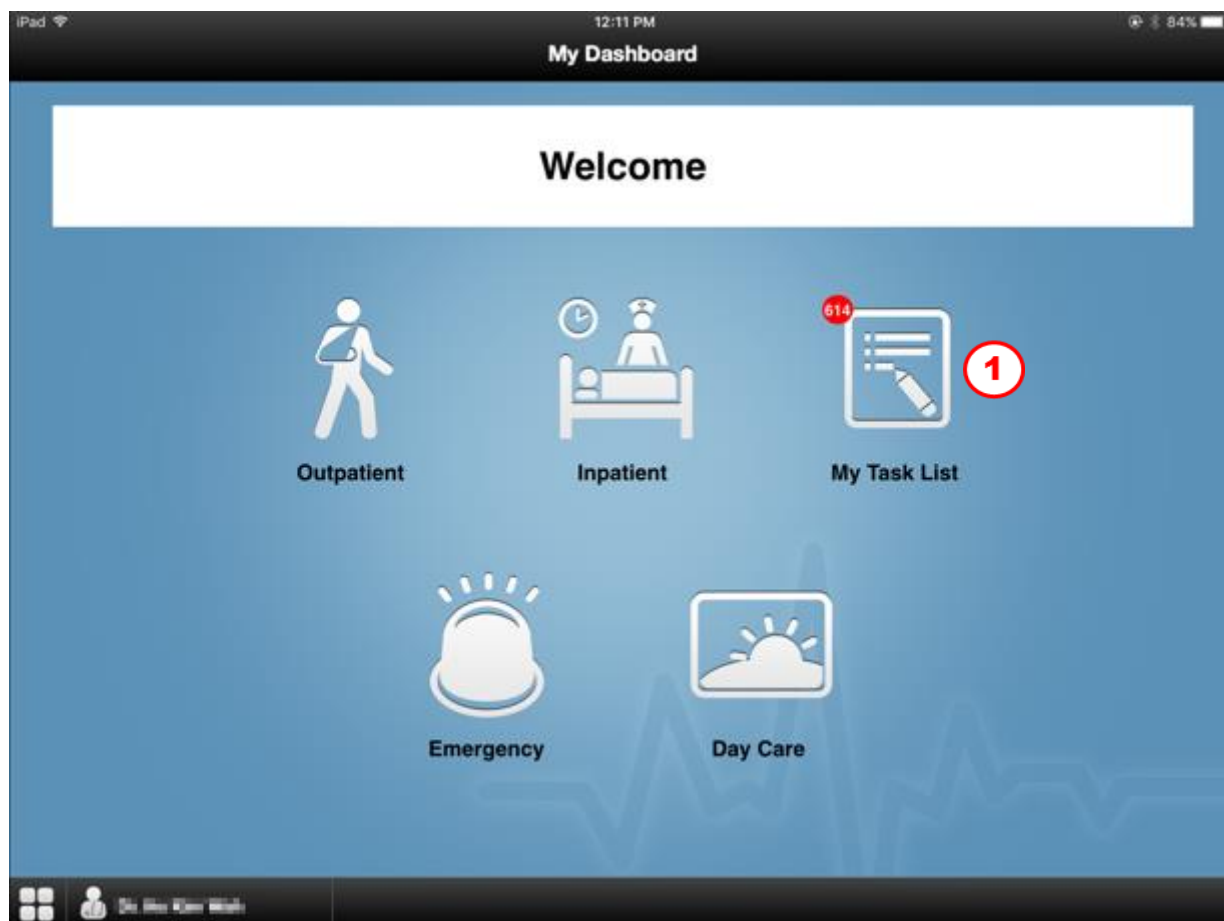 iPad 12:11 PM 84%
My Dashboard
Welcome
614
1
Outpatient Inpatient My Task List
Emergency Day Care